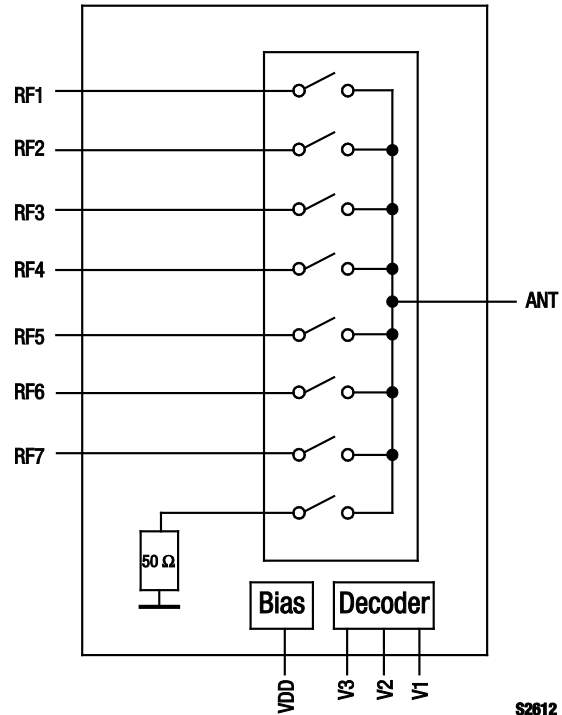 RF1
RF2
RF3
RF4
ANT
RF5
RF6
RF7
50 Ω
Bias
Decoder
VDD
V3
V2
V1
S2612